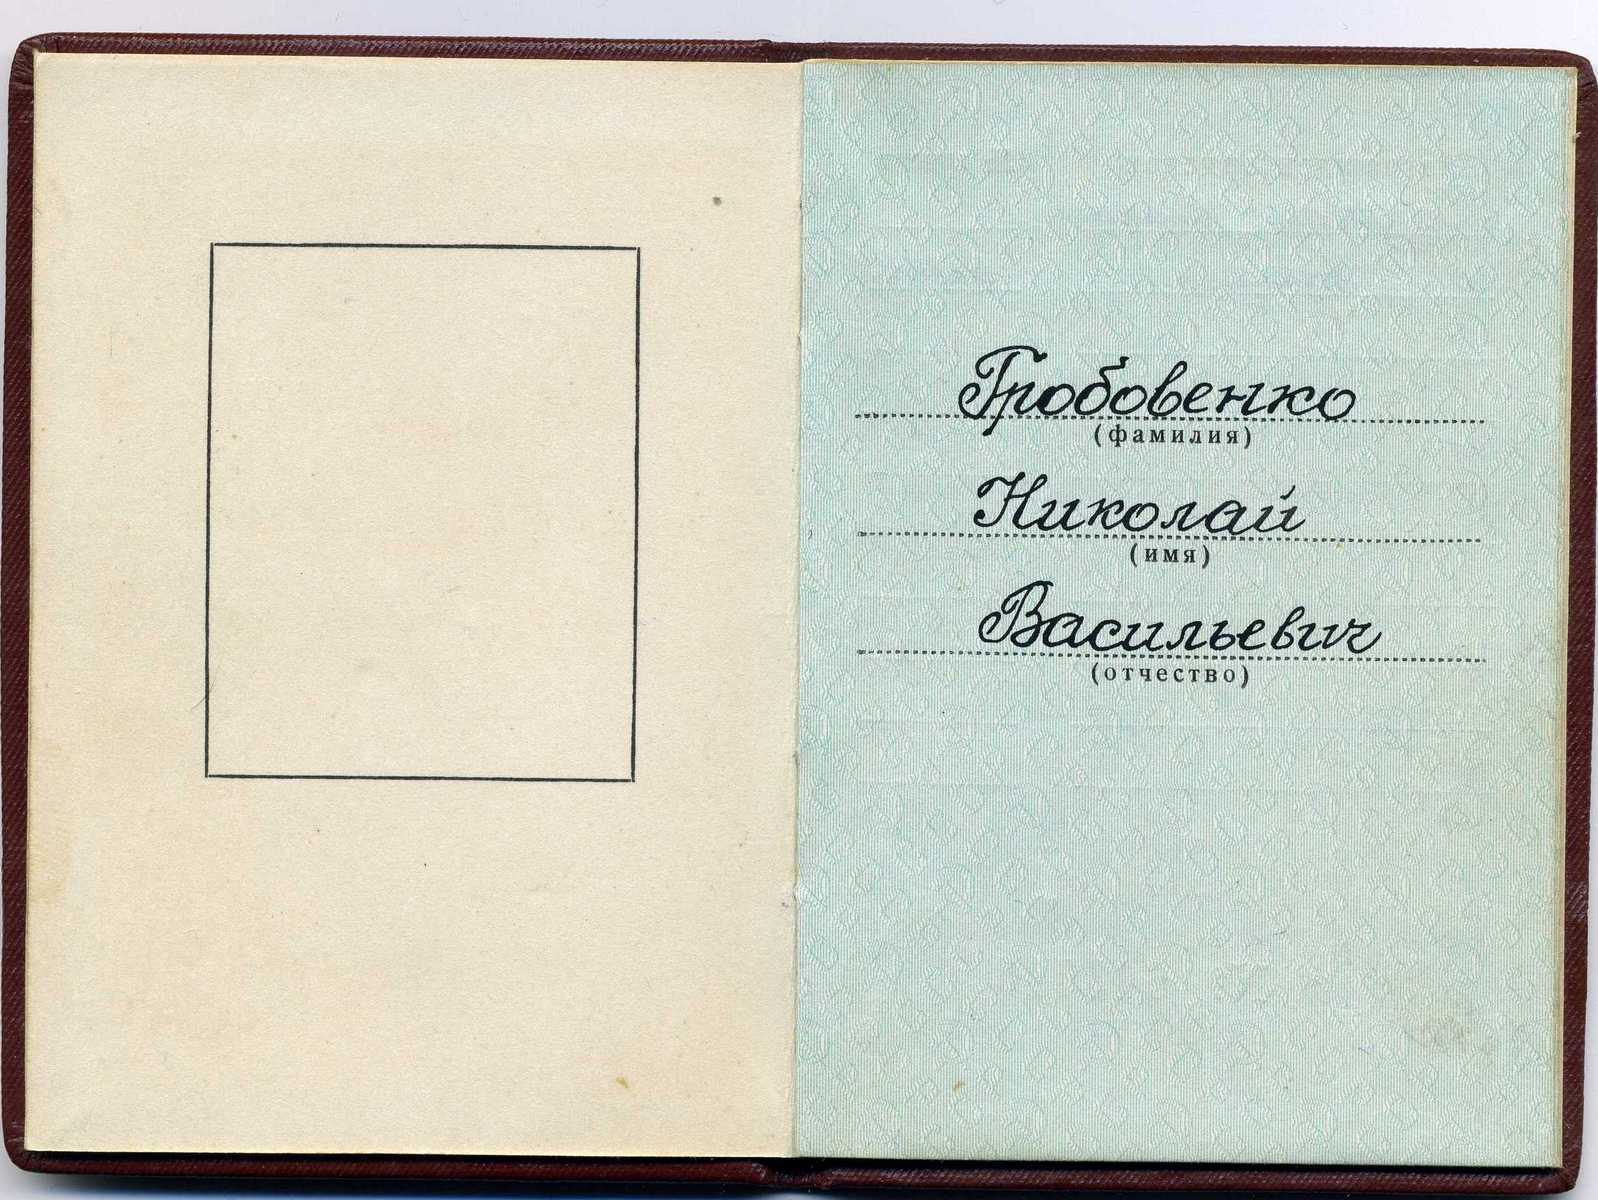 Гробовенко
(фамилия)
Николай
(имя)
Васильевич
(отчество)